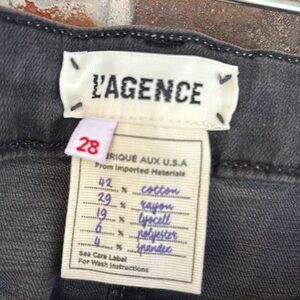 L'AGENCE
28
BRIQUÉ AUX U.S.A
From Imported Materials
42 % cotton
29 % rayon
19 % lyocell
6 % polyester
4 % spandex
See Care Label
For Wash Instructions